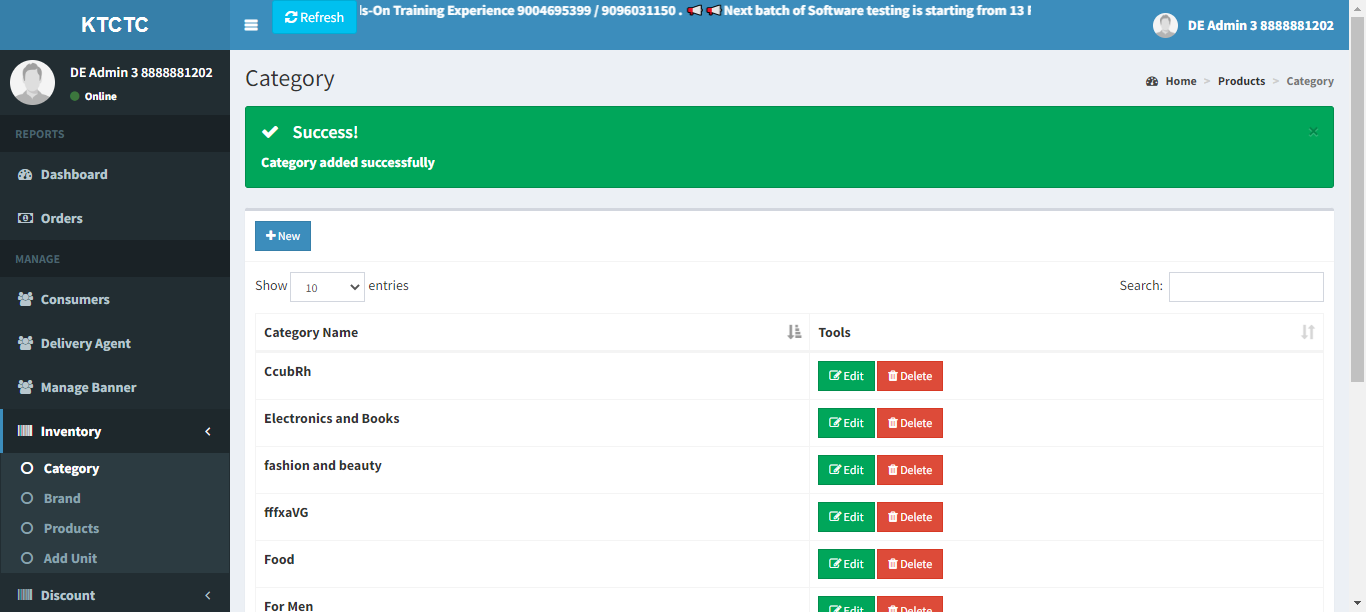 KTCTC
Refresh
s-On Training Experience 9004695399 / 9096031150 . 📢 📢 Next batch of Software testing is starting from 13
DE Admin 3 8888881202
DE Admin 3 8888881202
Online
REPORTS
Dashboard
Orders
MANAGE
Consumers
Delivery Agent
Manage Banner
Inventory
Category
Brand
Products
Add Unit
Discount
Category
Home > Products > Category
Success!
×
Category added successfully
New
Show 10 entries
Search:
Category Name
Tools
CcubRh
Edit Delete
Electronics and Books
Edit Delete
fashion and beauty
Edit Delete
fffxaVG
Edit Delete
Food
Edit Delete
For Men
Edit Delete